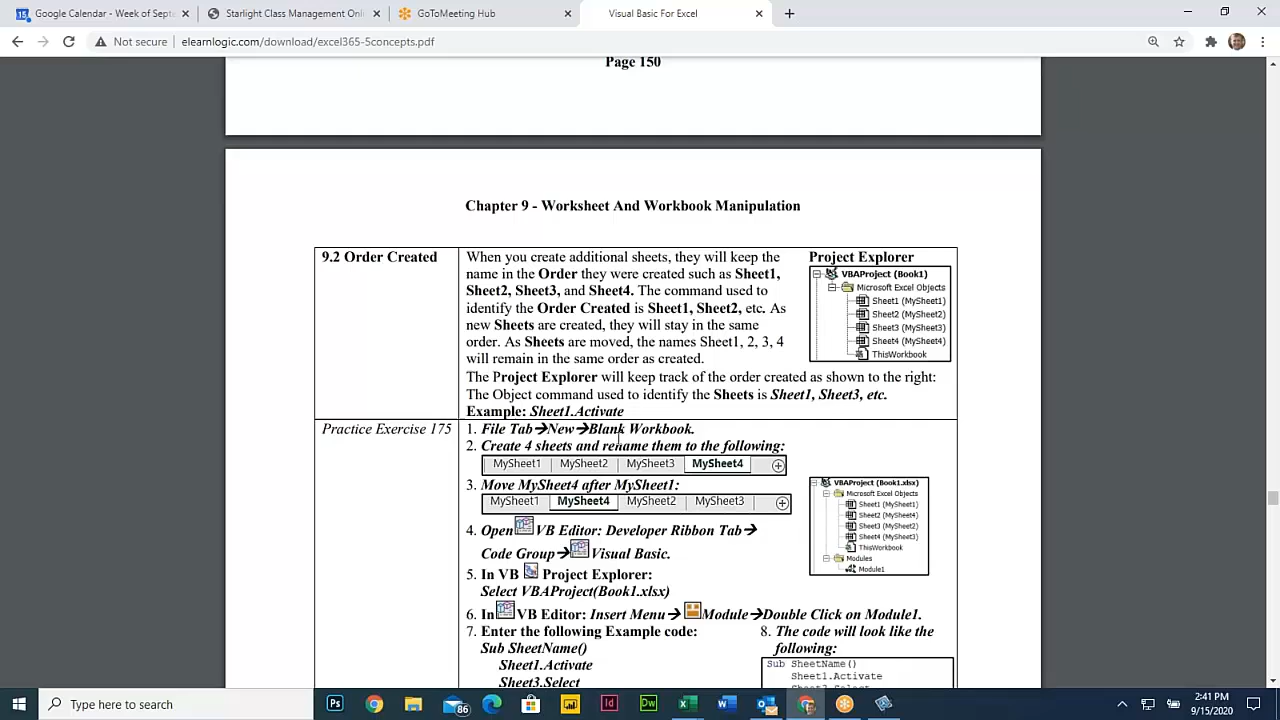 Google Calendar - Week of Septe
Starlight Class Management Onli
GoToMeeting Hub
Visual Basic For Excel
Not secure
elearnlogic.com/download/excel365-5concepts.pdf
Page 150
Chapter 9 - Worksheet And Workbook Manipulation
9.2 Order Created
When you create additional sheets, they will keep the
name in the Order they were created such as Sheet1,
Sheet2, Sheet3, and Sheet4. The command used to
identify the Order Created is Sheet1, Sheet2, etc. As
new Sheets are created, they will stay in the same
order. As Sheets are moved, the names Sheet1, 2, 3, 4
will remain in the same order as created.
Project Explorer
VBAProject (Book1)
Microsoft Excel Objects
Sheet1 (MySheet1)
Sheet2 (MySheet2)
Sheet3 (MySheet3)
Sheet4 (MySheet4)
ThisWorkbook
The Project Explorer will keep track of the order created as shown to the right:
The Object command used to identify the Sheets is Sheet1, Sheet3, etc.
Example: Sheet1.Activate
Practice Exercise 175
1. File Tab→New→Blank Workbook.
2. Create 4 sheets and rename them to the following:
MySheet1 MySheet2 MySheet3 MySheet4
3. Move MySheet4 after MySheet1:
MySheet1 MySheet4 MySheet2 MySheet3
4. Open VB Editor: Developer Ribbon Tab→
Code Group→ Visual Basic.
5. In VB Project Explorer:
Select VBAProject(Book1.xlsx)
VBAProject (Book1.xlsx)
Microsoft Excel Objects
Sheet1 (MySheet1)
Sheet2 (MySheet4)
Sheet3 (MySheet2)
Sheet4 (MySheet3)
ThisWorkbook
Modules
Module1
6. In VB Editor: Insert Menu→ Module→Double Click on Module1.
7. Enter the following Example code:
Sub SheetName()
Sheet1.Activate
Sheet3.Select
8. The code will look like the
following:
Sub SheetName()
Sheet1.Activate
Type here to search
86
2:41 PM
9/15/2020